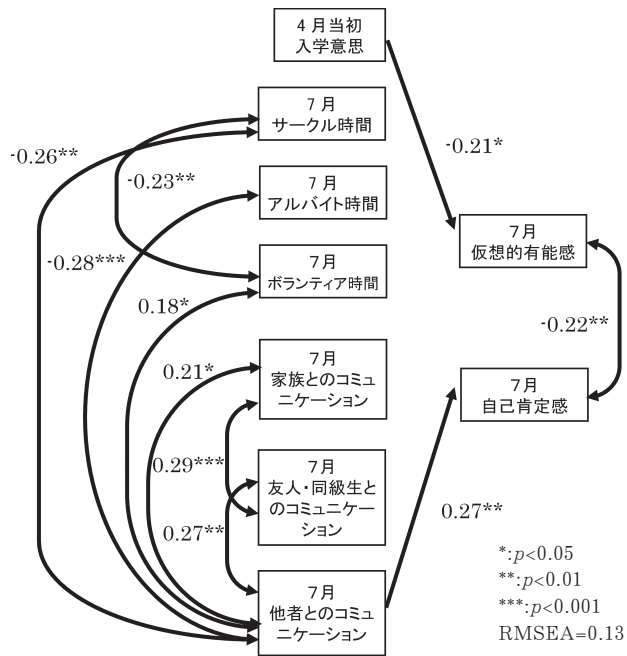 4月当初
入学意思
7月
サークル時間
-0.26**
-0.21*
-0.23**
7月
アルバイト時間
7月
仮想的有能感
-0.28***
7月
ボランティア時間
0.18*
-0.22**
7月
家族とのコミュ
ニケーション
0.21*
7月
自己肯定感
0.29***
7月
友人・同級生と
のコミュニケー
ション
0.27**
0.27**
*:p<0.05
**:p<0.01
***:p<0.001
RMSEA=0.13
7月
他者とのコミュ
ニケーション